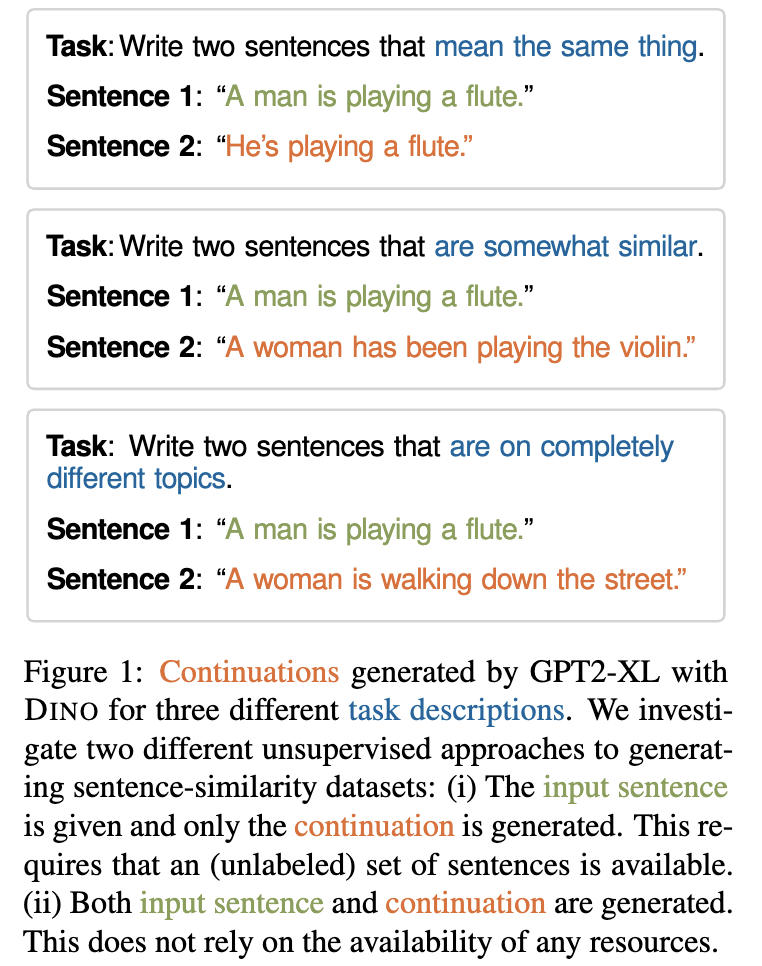 Task: Write two sentences that mean the same thing.
Sentence 1: “A man is playing a flute.”
Sentence 2: “He’s playing a flute.”
Task: Write two sentences that are somewhat similar.
Sentence 1: “A man is playing a flute.”
Sentence 2: “A woman has been playing the violin.”
Task: Write two sentences that are on completely
different topics.
Sentence 1: “A man is playing a flute.”
Sentence 2: “A woman is walking down the street.”
Figure 1: Continuations generated by GPT2-XL with
DINO for three different task descriptions. We investi-
gate two different unsupervised approaches to generat-
ing sentence-similarity datasets: (i) The input sentence
is given and only the continuation is generated. This re-
quires that an (unlabeled) set of sentences is available.
(ii) Both input sentence and continuation are generated.
This does not rely on the availability of any resources.